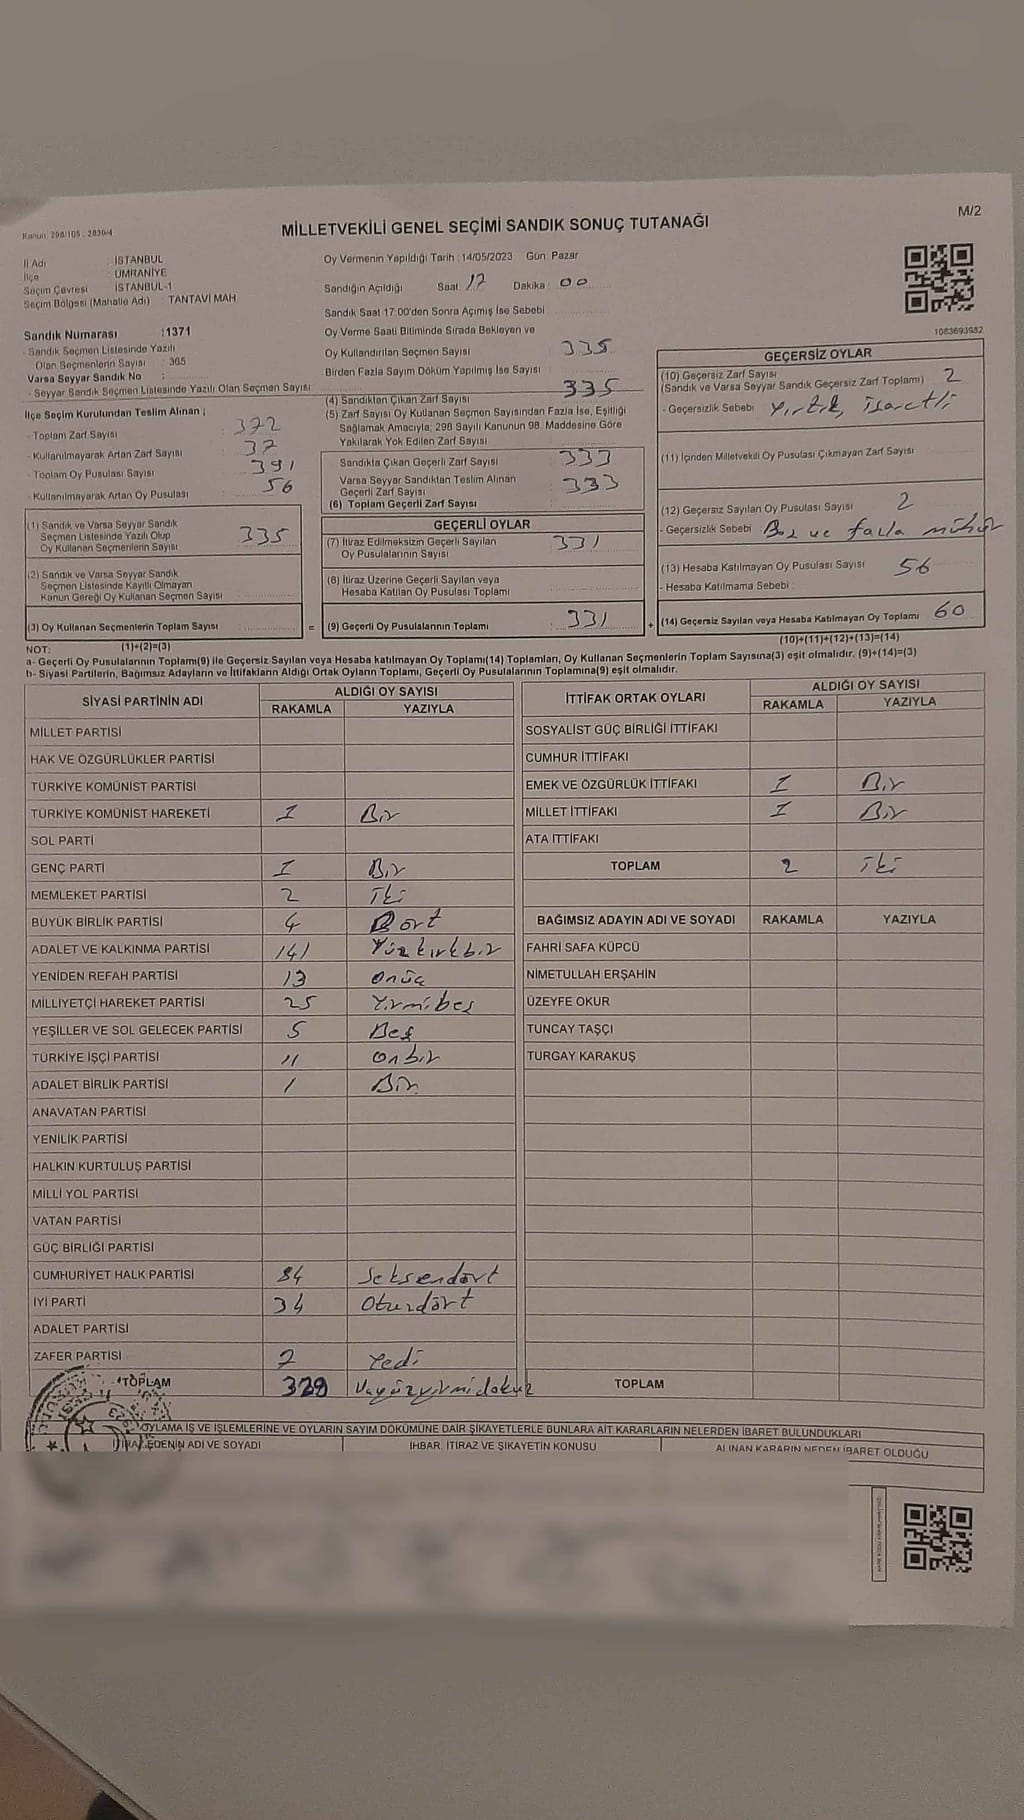 Kanun: 298/105 , 2839/4
MİLLETVEKİLİ GENEL SEÇİMİ SANDIK SONUÇ TUTANAĞI
M/2
İl Adı : İSTANBUL
İlçe : ÜMRANİYE
Seçim Çevresi : İSTANBUL-1
Seçim Bölgesi (Mahalle Adı) : TANTAVİ MAH.
Sandık Numarası :1371
- Sandık Seçmen Listesinde Yazılı
Olan Seçmenlerin Sayısı : 365
Varsa Seyyar Sandık No :
- Seyyar Sandık Seçmen Listesinde Yazılı Olan Seçmen Sayısı :
İlçe Seçim Kurulundan Teslim Alınan ;
- Toplam Zarf Sayısı : 372
- Kullanılmayarak Artan Zarf Sayısı : 37
- Toplam Oy Pusulası Sayısı : 391
- Kullanılmayarak Artan Oy Pusulası : 56
(1) Sandık ve Varsa Seyyar Sandık
Seçmen Listesinde Yazılı Olup
Oy Kullanan Seçmenlerin Sayısı : 335
(2) Sandık ve Varsa Seyyar Sandık
Seçmen Listesinde Kayıtlı Olmayan
Kanun Gereği Oy Kullanan Seçmen Sayısı :
(3) Oy Kullanan Seçmenlerin Toplam Sayısı : =
(1)+(2)=(3)
Oy Vermenin Yapıldığı Tarih : 14/05/2023 Gün: Pazar
Sandığın Açıldığı Saat: 17 Dakika : 00
Sandık Saat 17:00'den Sonra Açımış İse Sebebi :
Oy Verme Saati Bitiminde Sırada Bekleyen ve
Oy Kullandırılan Seçmen Sayısı : 335
Birden Fazla Sayım Döküm Yapılmış İse Sayısı :
(4) Sandıktan Çıkan Zarf Sayısı : 335
(5) Zarf Sayısı Oy Kullanan Seçmen Sayısından Fazla İse, Eşitliği
Sağlamak Amacıyla; 298 Sayılı Kanunun 98. Maddesine Göre
Yakılarak Yok Edilen Zarf Sayısı :
Sandıkta Çıkan Geçerli Zarf Sayısı : 333
Varsa Seyyar Sandıktan Teslim Alınan
Geçerli Zarf Sayısı : 333
(6) Toplam Geçerli Zarf Sayısı :
GEÇERLİ OYLAR
(7) İtiraz Edilmeksizin Geçerli Sayılan
Oy Pusulalarının Sayısı : 331
(8) İtiraz Üzerine Geçerli Sayılan veya
Hesaba Katılan Oy Pusulası Toplamı :
(9) Geçerli Oy Pusulalarının Toplamı : 331 +
1063693982
GEÇERSİZ OYLAR
(10) Geçersiz Zarf Sayısı
(Sandık ve Varsa Seyyar Sandık Geçersiz Zarf Toplamı) : 2
- Geçersizlik Sebebi : Yırtık, işaretli
(11) İçinden Milletvekili Oy Pusulası Çıkmayan Zarf Sayısı :
(12) Geçersiz Sayılan Oy Pusulası Sayısı : 2
- Geçersizlik Sebebi : Boz ve fazla mühür
(13) Hesaba Katılmayan Oy Pusulası Sayısı : 56
- Hesaba Katılmama Sebebi :
(14) Geçersiz Sayılan veya Hesaba Katılmayan Oy Toplamı : 60
(10)+(11)+(12)+(13)=(14)
NOT:
a- Geçerli Oy Pusulalarının Toplamı(9) ile Geçersiz Sayılan veya Hesaba katılmayan Oy Toplamı(14) Toplamları, Oy Kullanan Seçmenlerin Toplam Sayısına(3) eşit olmalıdır. (9)+(14)=(3)
b- Siyasi Partilerin, Bağımsız Adayların ve İttifakların Aldığı Ortak Oyların Toplamı, Geçerli Oy Pusulalarının Toplamına(9) eşit olmalıdır.
SİYASİ PARTİNİN ADI ALDIĞI OY SAYISI
RAKAMLA YAZIYLA
MİLLET PARTİSİ
HAK VE ÖZGÜRLÜKLER PARTİSİ
TÜRKİYE KOMÜNİST PARTİSİ
TÜRKİYE KOMÜNİST HAREKETİ I Bir
SOL PARTİ
GENÇ PARTİ I Bir
MEMLEKET PARTİSİ 2 İki
BÜYÜK BİRLİK PARTİSİ 4 Dört
ADALET VE KALKINMA PARTİSİ 141 Yüzkırkbir
YENİDEN REFAH PARTİSİ 13 Onüç
MİLLİYETÇİ HAREKET PARTİSİ 25 Yirmibeş
YEŞİLLER VE SOL GELECEK PARTİSİ 5 Beş
TÜRKİYE İŞÇİ PARTİSİ 11 Onbir
ADALET BİRLİK PARTİSİ 1 Bir
ANAVATAN PARTİSİ
YENİLİK PARTİSİ
HALKIN KURTULUŞ PARTİSİ
MİLLİ YOL PARTİSİ
VATAN PARTİSİ
GÜÇ BİRLİĞİ PARTİSİ
CUMHURİYET HALK PARTİSİ 84 Seksendört
İYİ PARTİ 34 Otuzdört
ADALET PARTİSİ
ZAFER PARTİSİ 7 Yedi
TOPLAM 329 Üçyüzyirmidokuz
İTTİFAK ORTAK OYLARI ALDIĞI OY SAYISI
RAKAMLA YAZIYLA
SOSYALİST GÜÇ BİRLİĞİ İTTİFAKI
CUMHUR İTTİFAKI
EMEK VE ÖZGÜRLÜK İTTİFAKI I Bir
MİLLET İTTİFAKI I Bir
ATA İTTİFAKI
TOPLAM 2 İki
BAĞIMSIZ ADAYIN ADI VE SOYADI RAKAMLA YAZIYLA
FAHRİ SAFA KÜPCÜ
NİMETULLAH ERŞAHİN
ÜZEYFE OKUR
TUNCAY TAŞÇI
TURGAY KARAKUŞ
TOPLAM
OYLAMA İŞ VE İŞLEMLERİNE VE OYLARIN SAYIM DÖKÜMÜNE DAİR ŞİKAYETLERLE BUNLARA AİT KARARLARIN NELERDEN İBARET BULUNDUKLARI
EDENİN ADI VE SOYADI İHBAR, İTİRAZ VE ŞİKAYETİN KONUSU ALINAN KARARIN NEDEN İBARET OLDUĞU